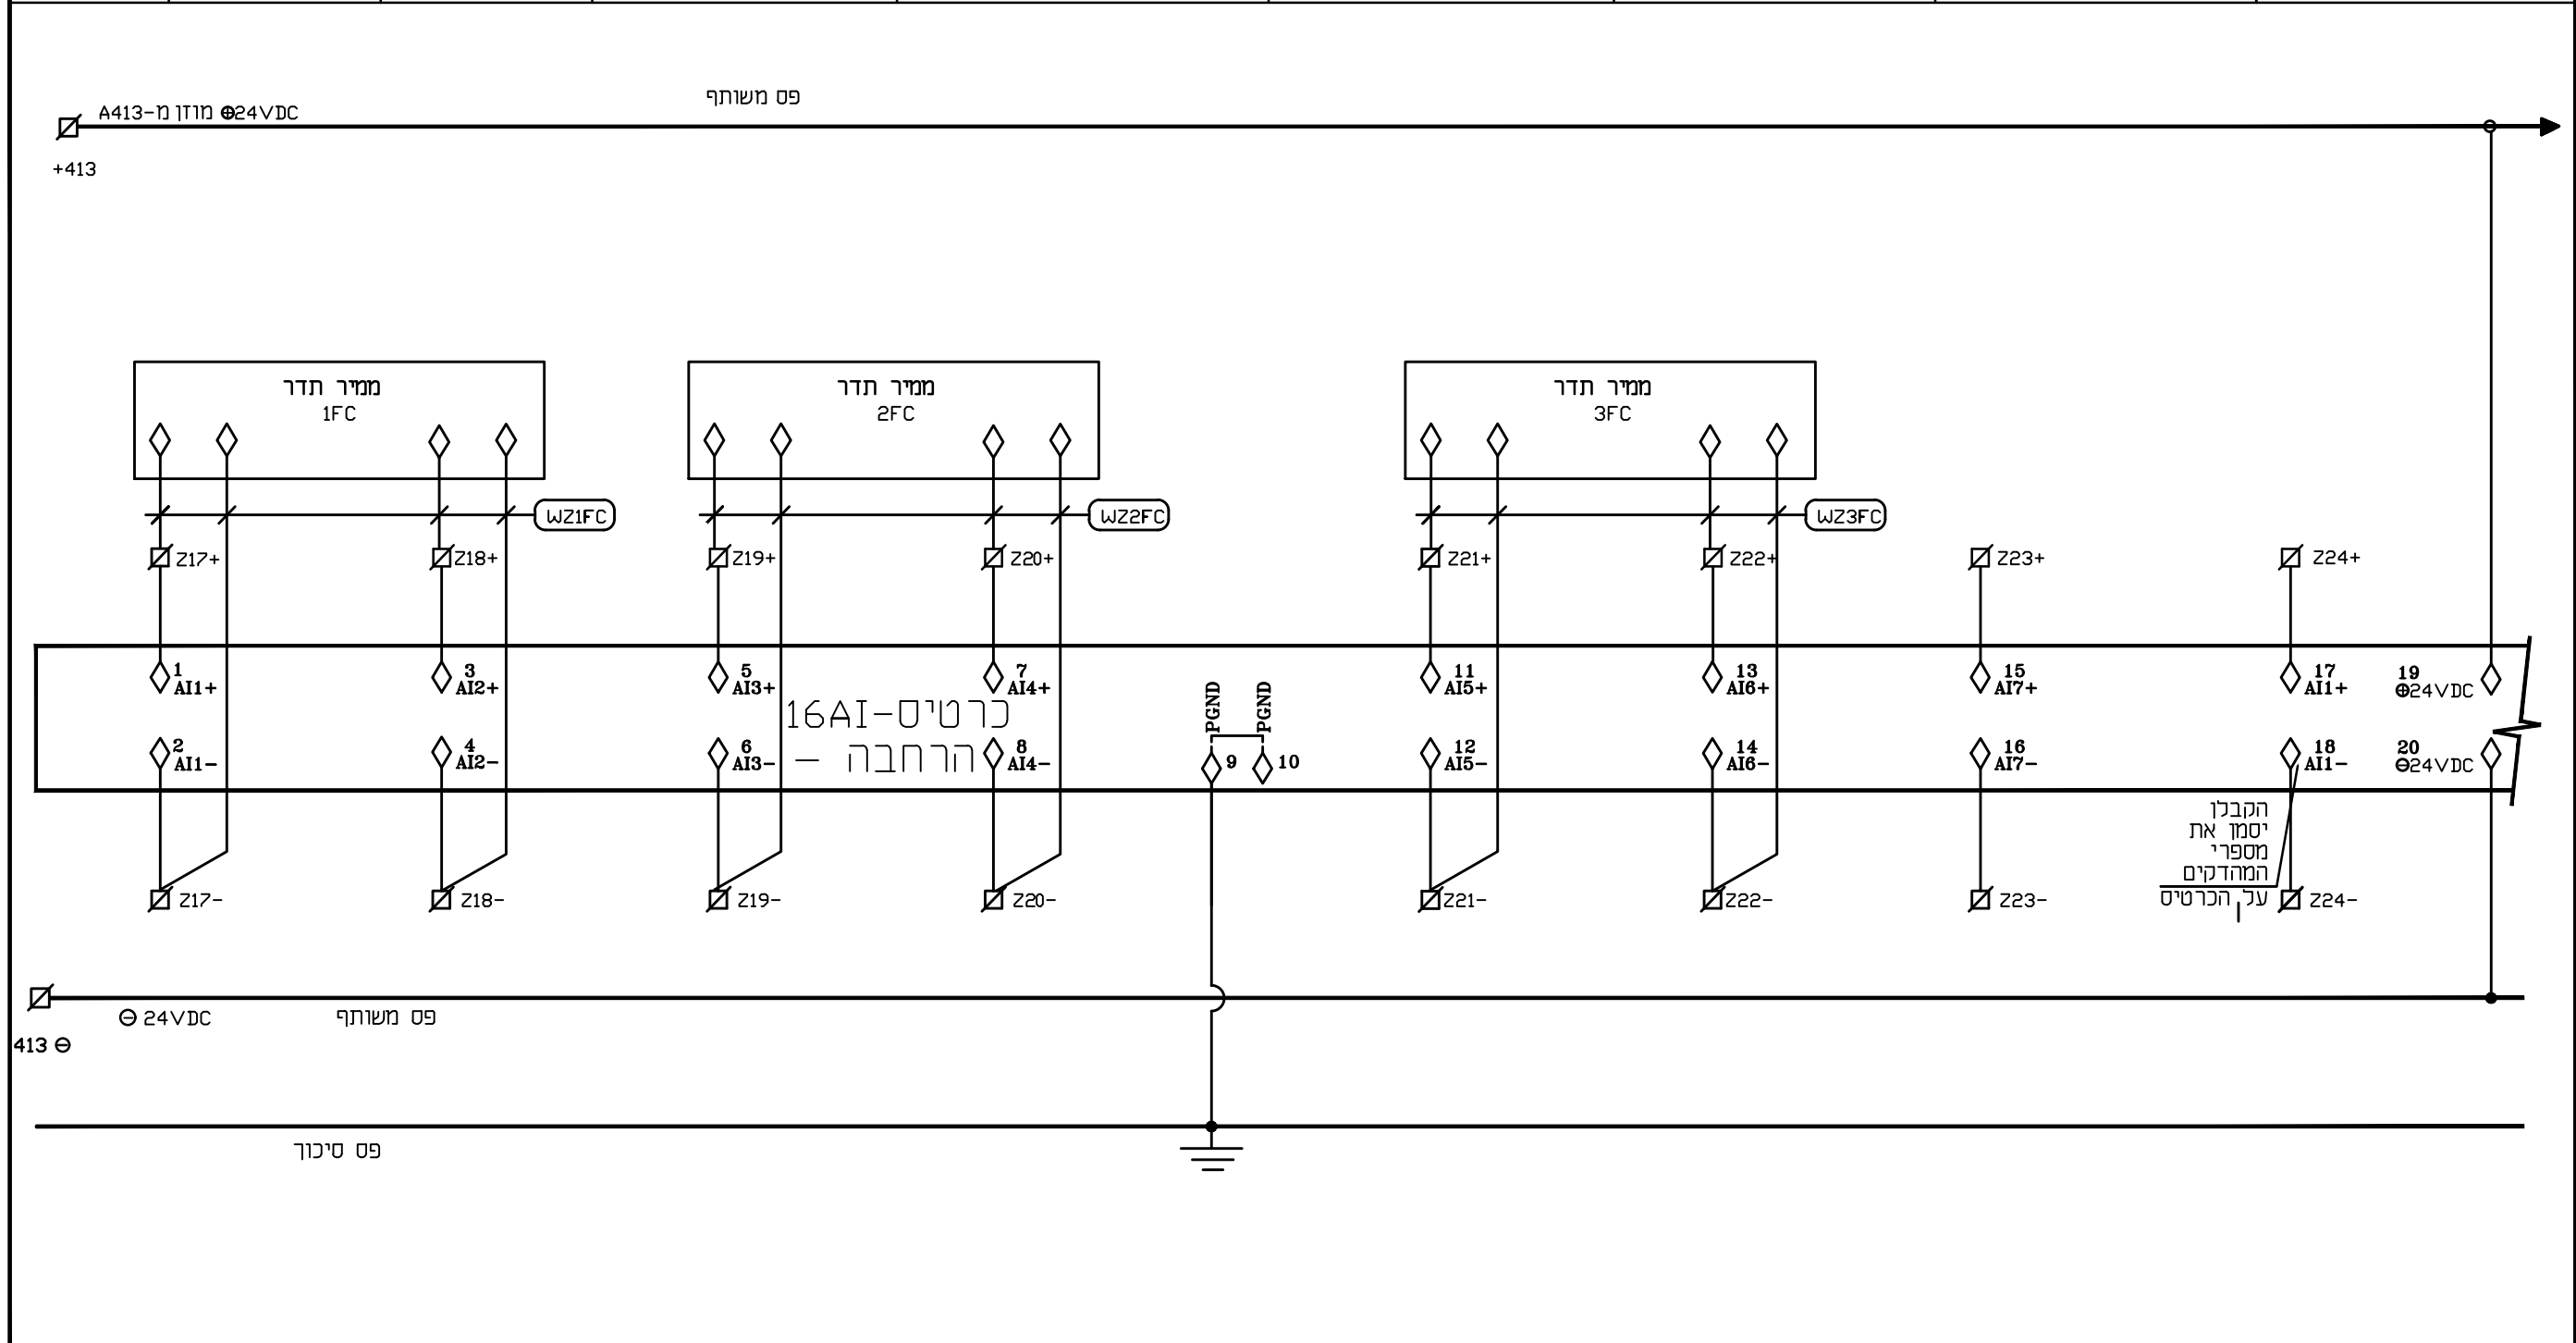 פס משותף
⊕24VDC מוזן מ-A413
+413
ממיר תדר
1FC
ממיר תדר
2FC
ממיר תדר
3FC
WZ1FC
WZ2FC
WZ3FC
Z17+
Z18+
Z19+
Z20+
Z21+
Z22+
Z23+
Z24+
1
AI1+
3
AI2+
5
AI3+
7
AI4+
PGND
PGND
11
AI5+
13
AI6+
15
AI7+
17
AI1+
19
⊕24VDC
כרטיס-16AI
הרחבה -
2
AI1-
4
AI2-
6
AI3-
8
AI4-
9
10
12
AI5-
14
AI6-
16
AI7-
18
AI1-
20
⊖24VDC
הקבלן
יסמן את
מספרי
המהדקים
על הכרטיס
Z17-
Z18-
Z19-
Z20-
Z21-
Z22-
Z23-
Z24-
⊖ 24VDC
פס משותף
413 ⊖
פס סיכוך